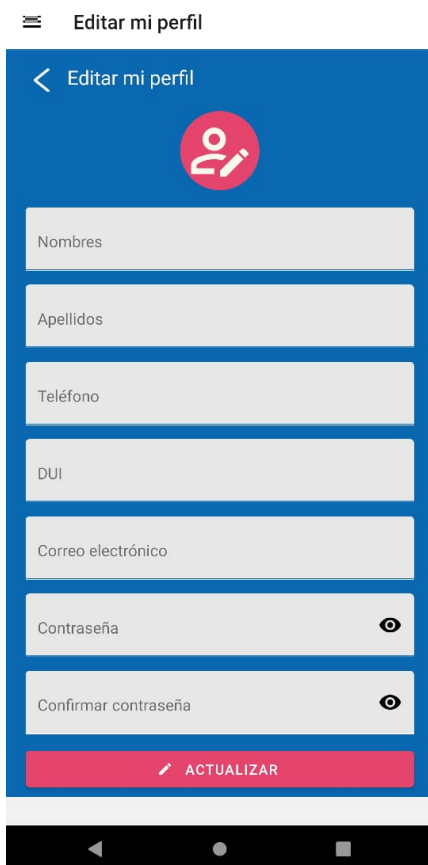 Editar mi perfil
Editar mi perfil
Nombres
Apellidos
Teléfono
DUI
Correo electrónico
Contraseña
Confirmar contraseña
ACTUALIZAR